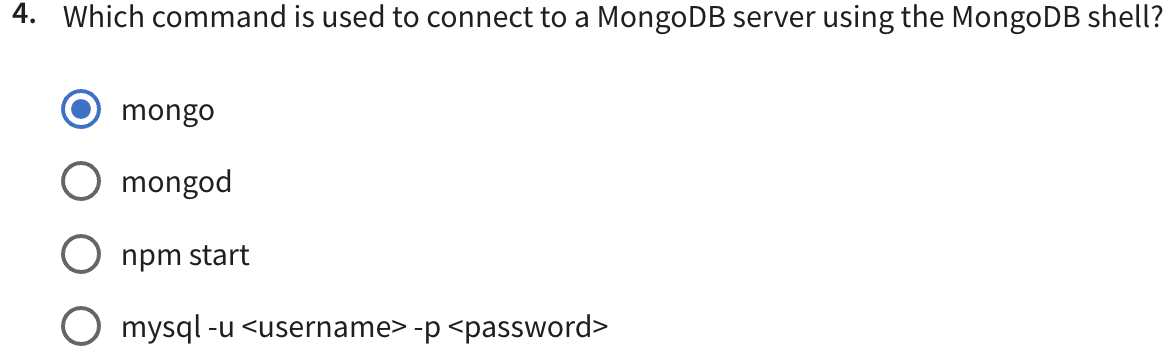 4. Which command is used to connect to a MongoDB server using the MongoDB shell?
mongo
mongod
npm start
mysql -u <username> -p <password>